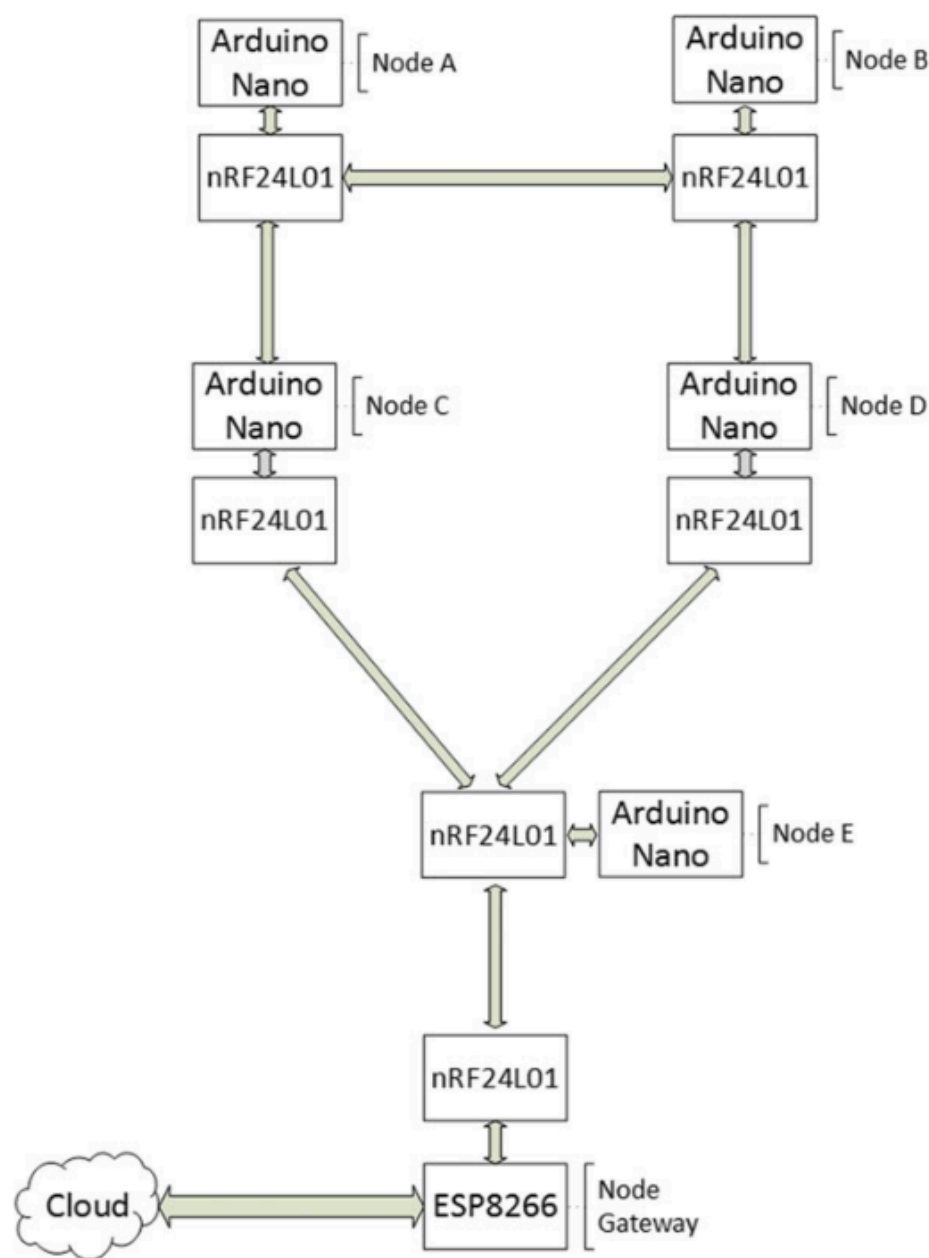 Arduino
Nano
Node A
Arduino
Nano
Node B
nRF24L01
nRF24L01
Arduino
Nano
Node C
Arduino
Nano
Node D
nRF24L01
nRF24L01
nRF24L01
Arduino
Nano
Node E
nRF24L01
Cloud
ESP8266
Node
Gateway